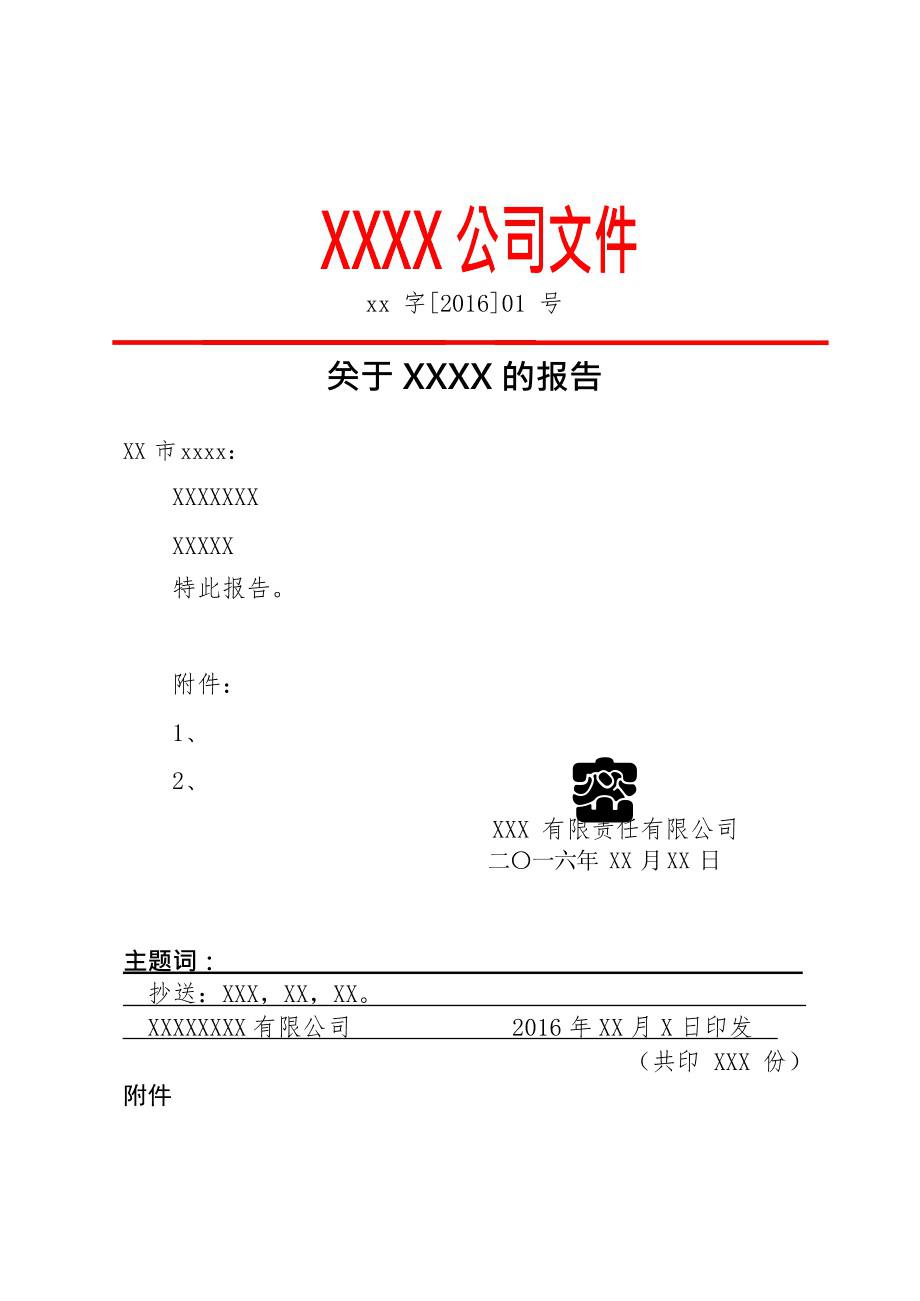 XXXX 公司文件
xx 字[2016]01 号
关于 XXXX 的报告
XX 市 xxxx：
XXXXXXX
XXXXX
特此报告。
附件：
1、
2、
XXX 有限责任有限公司
二〇一六年 XX 月 XX 日
主题词：
抄送：XXX，XX，XX。
XXXXXXXX 有限公司 2016 年 XX 月 X 日印发
（共印 XXX 份）
附件